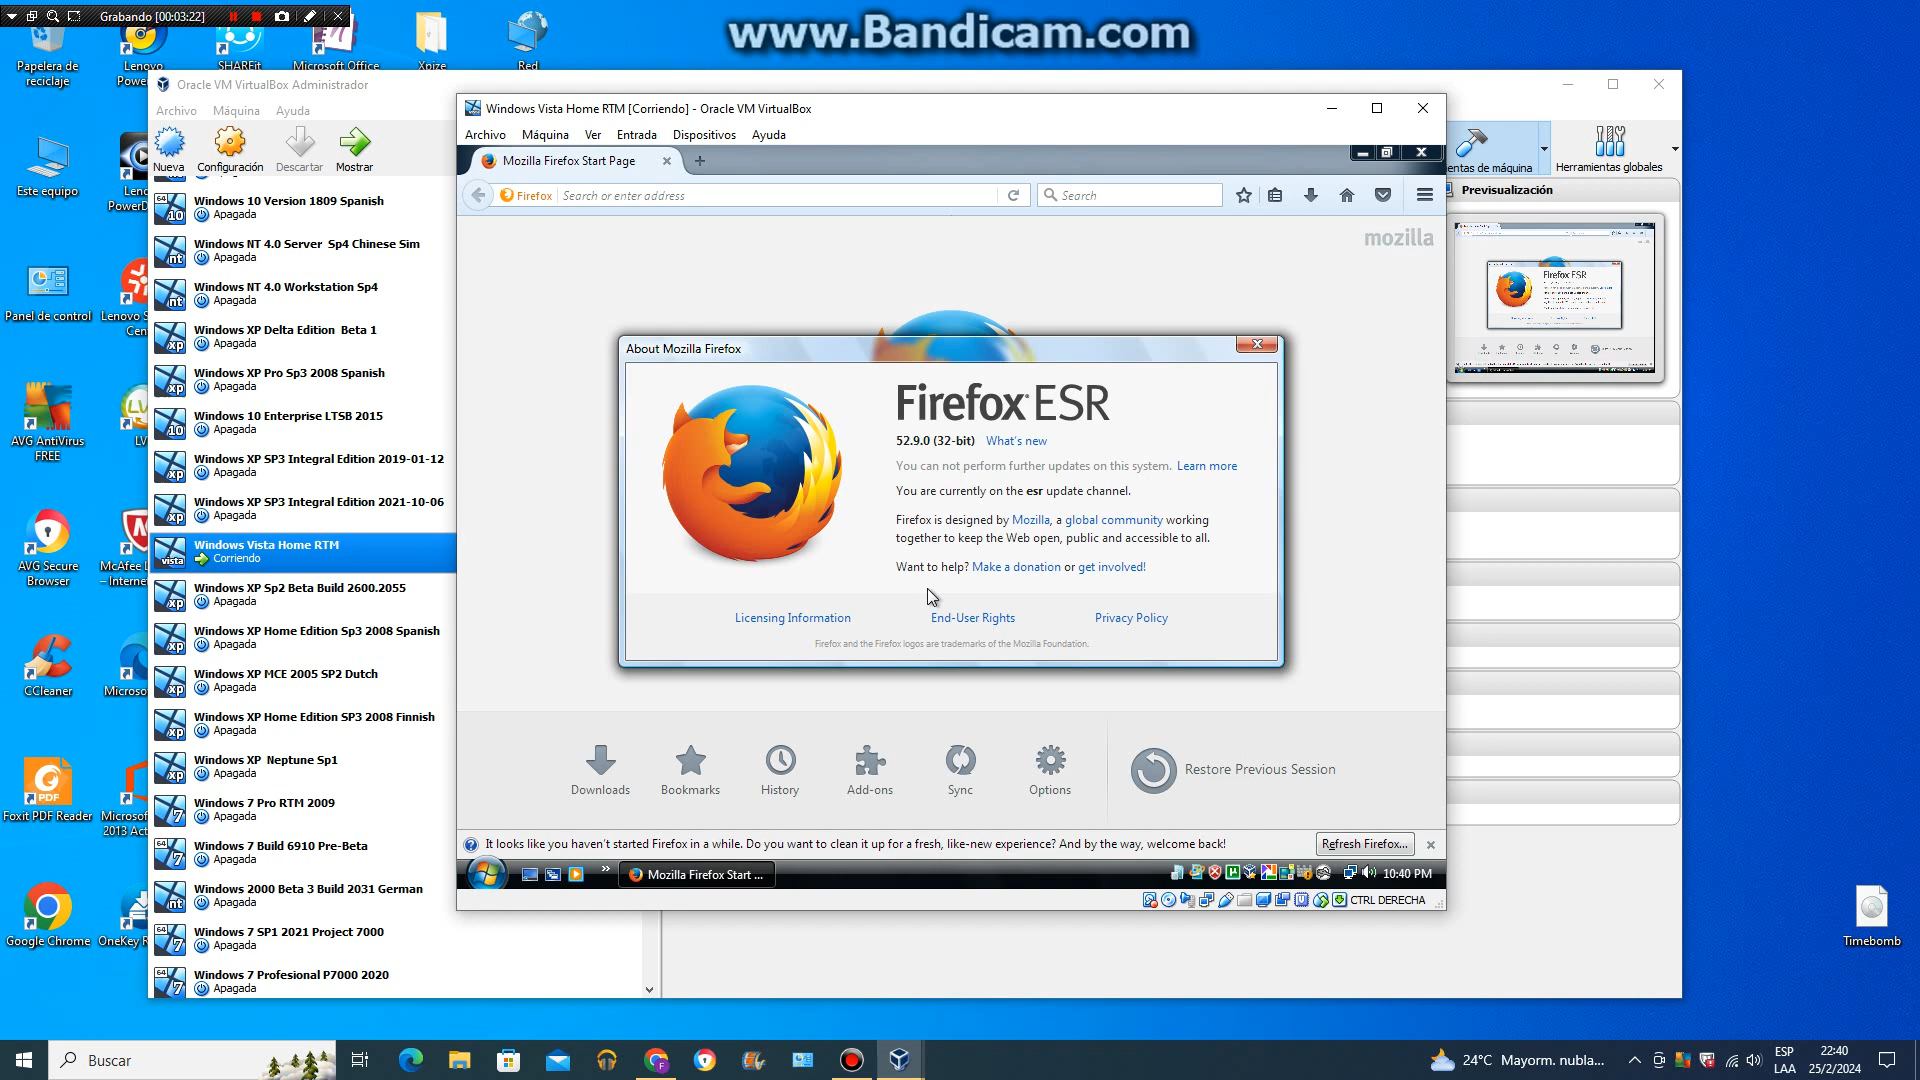 Grabando [00:03:22]
www.Bandicam.com
Papelera de
reciclaje
Lenovo
Power
SHAREit
Microsoft Office
Xpize
Red
Este equipo
Leno
PowerD
Panel de control
Lenovo S
Cen
AVG AntiVirus
FREE
LV
AVG Secure
Browser
McAfee L
– Internet
CCleaner
Microso
Foxit PDF Reader
Microsof
2013 Act
Google Chrome
OneKey R
Timebomb
Oracle VM VirtualBox Administrador
Archivo
Máquina
Ayuda
Nueva
Configuración
Descartar
Mostrar
entas de máquina
Herramientas globales
Previsualización
Windows 10 Version 1809 Spanish
Apagada
Windows NT 4.0 Server  Sp4 Chinese Sim
Apagada
Windows NT 4.0 Workstation Sp4
Apagada
Windows XP Delta Edition  Beta 1
Apagada
Windows XP Pro Sp3 2008 Spanish
Apagada
Windows 10 Enterprise LTSB 2015
Apagada
Windows XP SP3 Integral Edition 2019-01-12
Apagada
Windows XP SP3 Integral Edition 2021-10-06
Apagada
Windows Vista Home RTM
Corriendo
Windows XP Sp2 Beta Build 2600.2055
Apagada
Windows XP Home Edition Sp3 2008 Spanish
Apagada
Windows XP MCE 2005 SP2 Dutch
Apagada
Windows XP Home Edition SP3 2008 Finnish
Apagada
Windows XP  Neptune Sp1
Apagada
Windows 7 Pro RTM 2009
Apagada
Windows 7 Build 6910 Pre-Beta
Apagada
Windows 2000 Beta 3 Build 2031 German
Apagada
Windows 7 SP1 2021 Project 7000
Apagada
Windows 7 Profesional P7000 2020
Apagada
Windows Vista Home RTM [Corriendo] - Oracle VM VirtualBox
Archivo
Máquina
Ver
Entrada
Dispositivos
Ayuda
Mozilla Firefox Start Page
Firefox
Search or enter address
Search
mozilla
About Mozilla Firefox
Firefox ESR
52.9.0 (32-bit) What's new
You can not perform further updates on this system. Learn more
You are currently on the esr update channel.
Firefox is designed by Mozilla, a global community working
together to keep the Web open, public and accessible to all.
Want to help? Make a donation or get involved!
Licensing Information
End-User Rights
Privacy Policy
Firefox and the Firefox logos are trademarks of the Mozilla Foundation.
Downloads
Bookmarks
History
Add-ons
Sync
Options
Restore Previous Session
It looks like you haven't started Firefox in a while. Do you want to clean it up for a fresh, like-new experience? And by the way, welcome back!
Refresh Firefox...
Mozilla Firefox Start ...
10:40 PM
CTRL DERECHA
Buscar
24°C
Mayorm. nubla...
ESP
LAA
22:40
25/2/2024